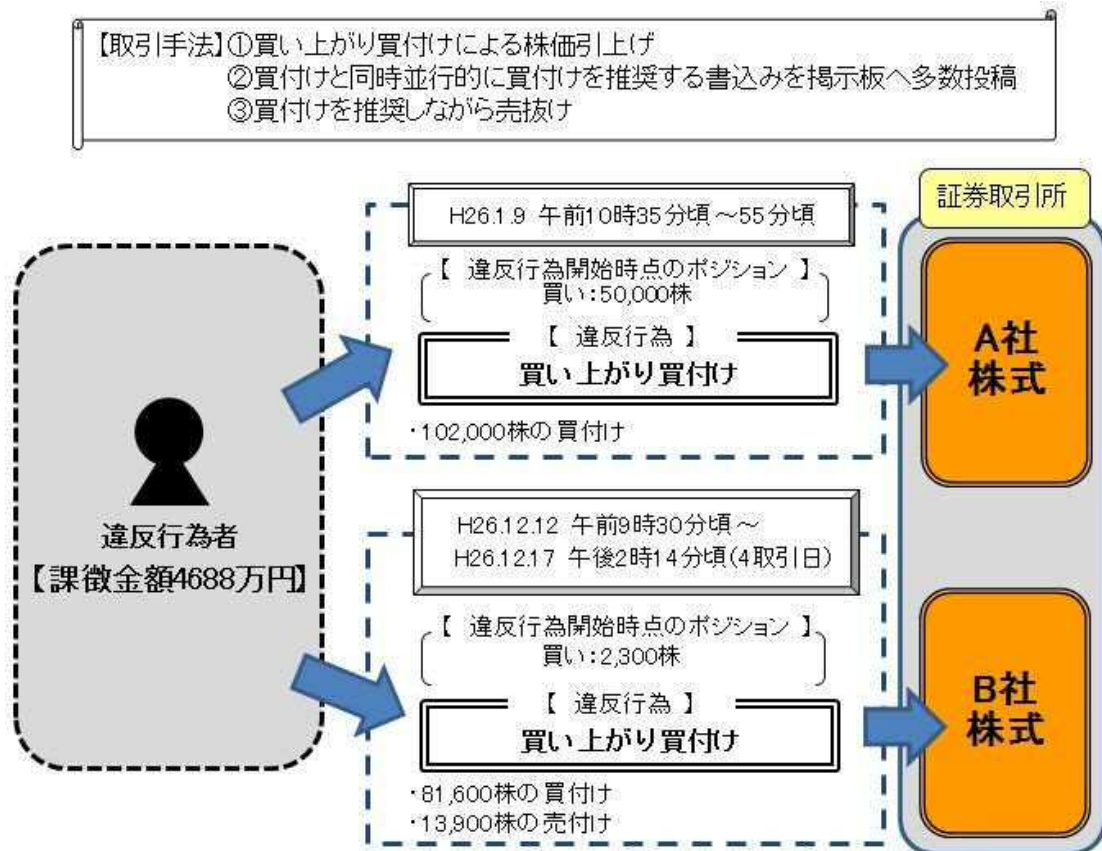 【取引手法】①買い上がり買付けによる株価引上げ
②買付けと同時並行的に買付けを推奨する書込みを掲示板へ多数投稿
③買付けを推奨しながら売抜け
証券取引所
H26.1.9 午前10時35分頃～55分頃
【 違反行為開始時点のポジション 】
買い：50,000株
【 違反行為 】
買い上がり買付け
・102,000株の買付け
A社
株式
違反行為者
【課徴金額4688万円】
H26.12.12 午前9時30分頃～
H26.12.17 午後2時14分頃(4取引日)
【 違反行為開始時点のポジション 】
買い：2,300株
【 違反行為 】
買い上がり買付け
・81,600株の買付け
・13,900株の売付け
B社
株式